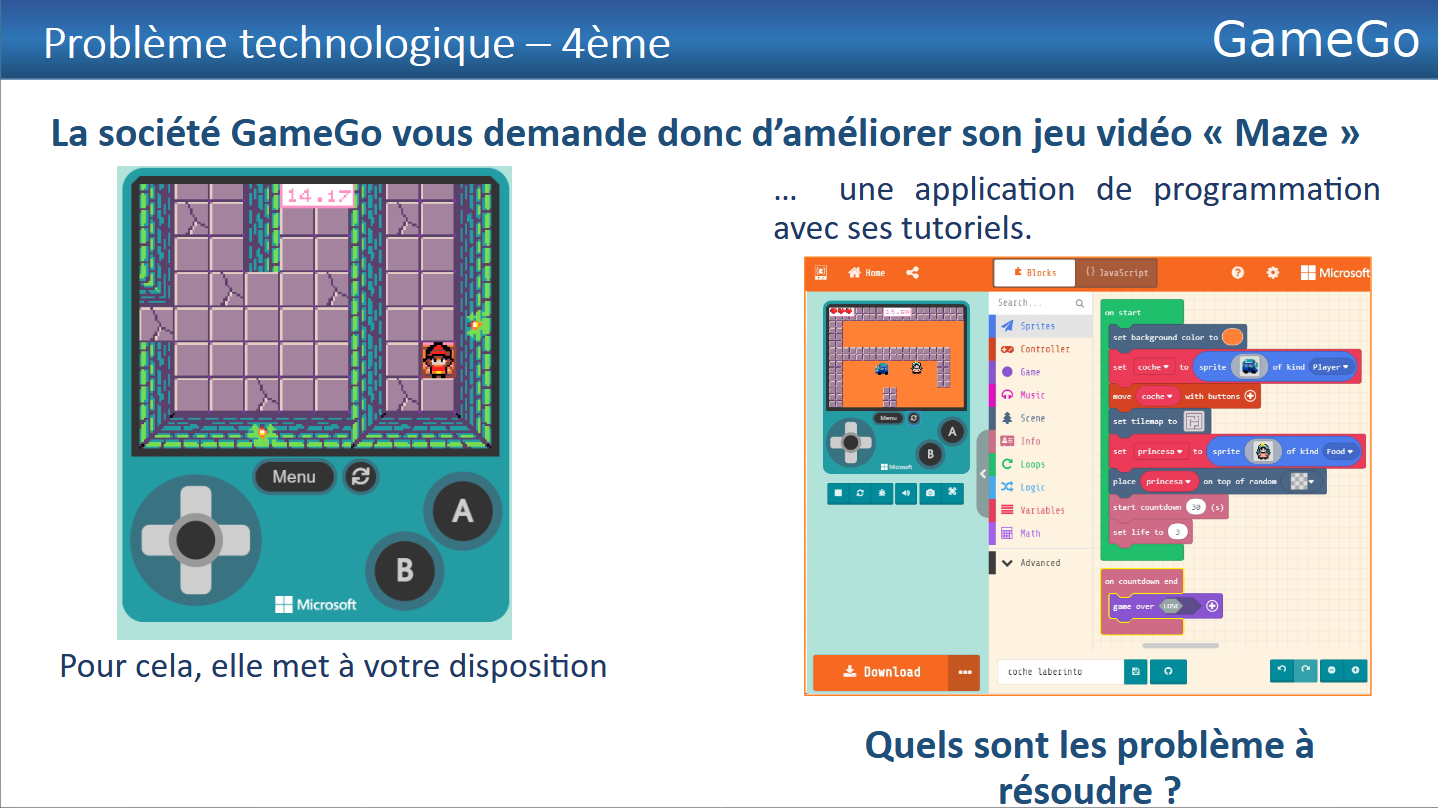 Problème technologique – 4ème
GameGo
La société GameGo vous demande donc d’améliorer son jeu vidéo « Maze »
14.17
Menu
A
B
Microsoft
Pour cela, elle met à votre disposition
… une application de programmation
avec ses tutoriels.
Home
Blocks
{} JavaScript
Microsoft
Menu
A
B
Microsoft
Search...
Sprites
Controller
Game
Music
Scene
Info
Loops
Logic
Variables
Math
Advanced
on start
set background color to
set coche to sprite of kind Player
move coche with buttons
set tilemap to
set princesa to sprite of kind Food
place princesa on top of random
start countdown 30 (s)
set life to 3
on countdown end
game over LOSE
Download
coche laberinto
Quels sont les problème à
résoudre ?